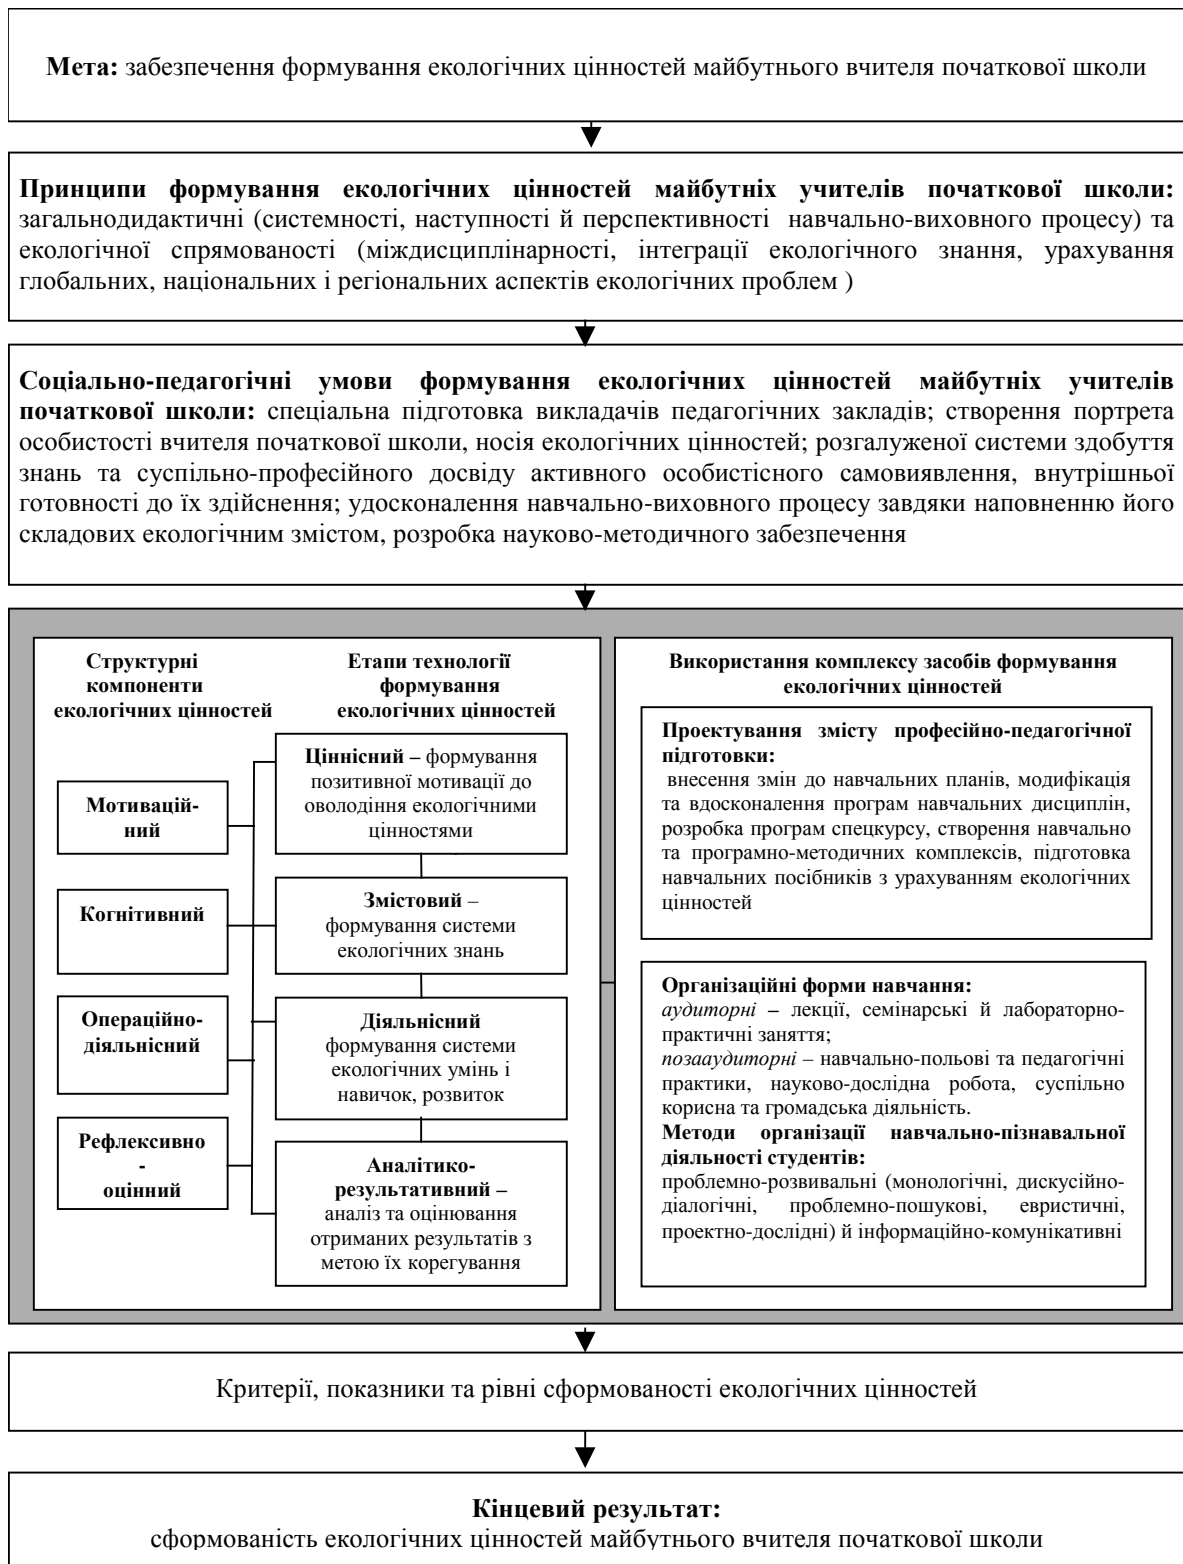 Мета: забезпечення формування екологічних цінностей майбутнього вчителя початкової школи
Принципи формування екологічних цінностей майбутніх учителів початкової школи:
загальнодидактичні (системності, наступності й перспективності навчально-виховного процесу) та
екологічної спрямованості (міждисциплінарності, інтеграції екологічного знання, урахування
глобальних, національних і регіональних аспектів екологічних проблем )
Соціально-педагогічні умови формування екологічних цінностей майбутніх учителів
початкової школи: спеціальна підготовка викладачів педагогічних закладів; створення портрета
особистості вчителя початкової школи, носія екологічних цінностей; розгалуженої системи здобуття
знань та суспільно-професійного досвіду активного особистісного самовиявлення, внутрішньої
готовності до їх здійснення; удосконалення навчально-виховного процесу завдяки наповненню його
складових екологічним змістом, розробка науково-методичного забезпечення
Структурні
компоненти
екологічних цінностей
Мотивацій-
ний
Когнітивний
Операційно-
діяльнісний
Рефлексивно
-
оцінний
Етапи технології
формування
екологічних цінностей
Ціннісний – формування
позитивної мотивації до
оволодіння екологічними
цінностями
Змістовий –
формування системи
екологічних знань
Діяльнісний
формування системи
екологічних умінь і
навичок, розвиток
Аналітико-
результативний –
аналіз та оцінювання
отриманих результатів з
метою їх корегування
Використання комплексу засобів формування
екологічних цінностей
Проектування змісту професійно-педагогічної
підготовки:
внесення змін до навчальних планів, модифікація
та вдосконалення програм навчальних дисциплін,
розробка програм спецкурсу, створення навчально
та програмно-методичних комплексів, підготовка
навчальних посібників з урахуванням екологічних
цінностей
Організаційні форми навчання:
аудиторні – лекції, семінарські й лабораторно-
практичні заняття;
позааудиторні – навчально-польові та педагогічні
практики, науково-дослідна робота, суспільно
корисна та громадська діяльність.
Методи організації навчально-пізнавальної
діяльності студентів:
проблемно-розвивальні (монологічні, дискусійно-
діалогічні, проблемно-пошукові, евристичні,
проектно-дослідні) й інформаційно-комунікативні
Критерії, показники та рівні сформованості екологічних цінностей
Кінцевий результат:
сформованість екологічних цінностей майбутнього вчителя початкової школи